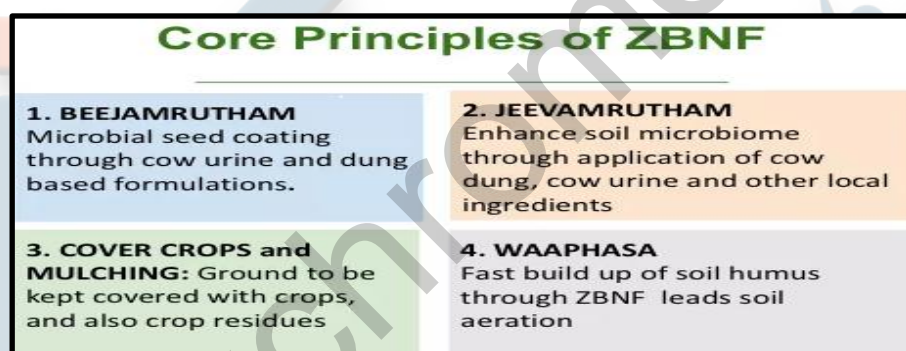 Core Principles of ZBNF
1. BEEJAMRUTHAM
Microbial seed coating
through cow urine and dung
based formulations.
2. JEEVAMRUTHAM
Enhance soil microbiome
through application of cow
dung, cow urine and other local
ingredients
3. COVER CROPS and
MULCHING: Ground to be
kept covered with crops,
and also crop residues
4. WAAPHASA
Fast build up of soil humus
through ZBNF leads soil
aeration